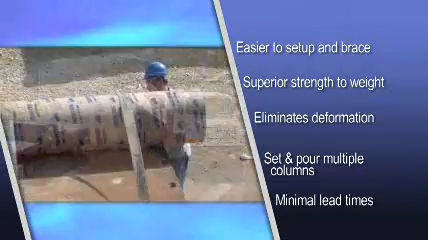 Easier to setup and brace
Superior strength to weight
Eliminates deformation
Set & pour multiple
columns
Minimal lead times